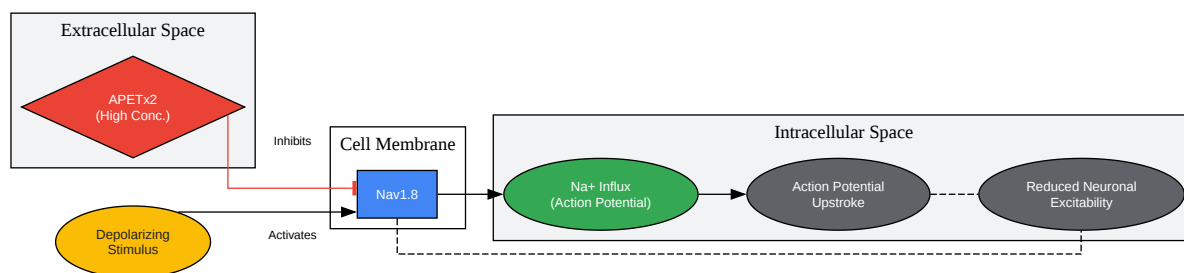 Extracellular Space
APETx2
(High Conc.)
Inhibits
Cell Membrane
Nav1.8
Depolarizing
Stimulus
Activates
Intracellular Space
Na+ Influx
(Action Potential)
Action Potential
Upstroke
Reduced Neuronal
Excitability